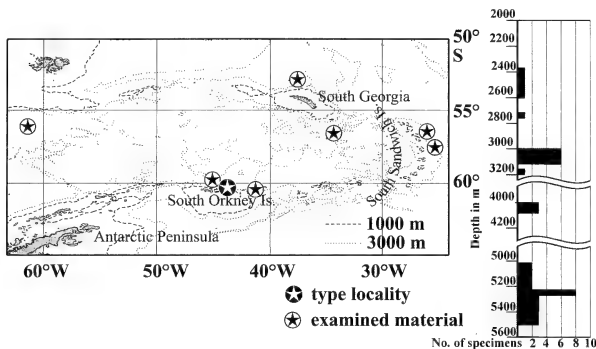 50°
S
South Georgia
55°
South Sandwich Is.
60°
South Orkney Is.
1000 m
3000 m
Antarctic Peninsula
60°W
50°W
40°W
30°W
type locality
examined material
2000
2200
2400
2600
2800
3000
3200
4000
4200
5000
5200
5400
5600
Depth in m
No. of specimens 2 4 6 8 10